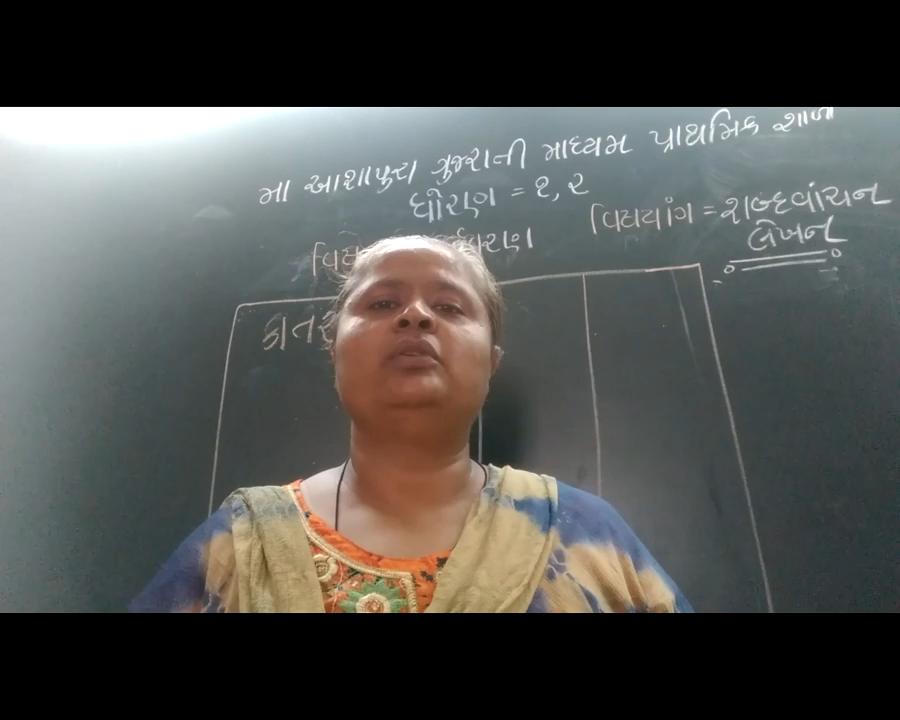 મા આશાપુરા ગુજરાતી માધ્યમ પ્રાથમિક શાળા
ધોરણ = ૧,૨
વિષયાંગ = શબ્દવાંચન
લેખન